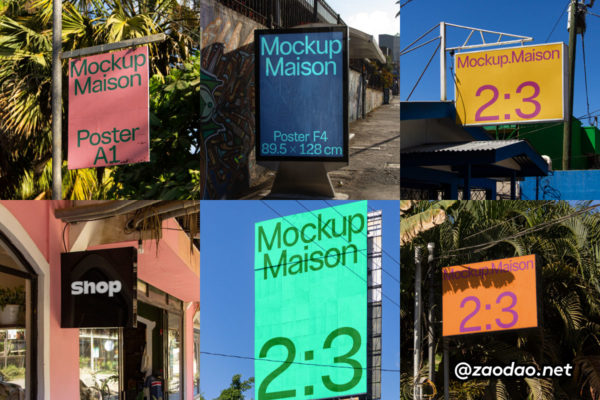 Mockup
Maison
Poster
A1
Mockup
Maison
Poster F4
89.5 × 128 cm
Mockup.Maison
2:3
shop
Mockup
Maison
2:3
Mockup Maison
2:3
@zaodao.net